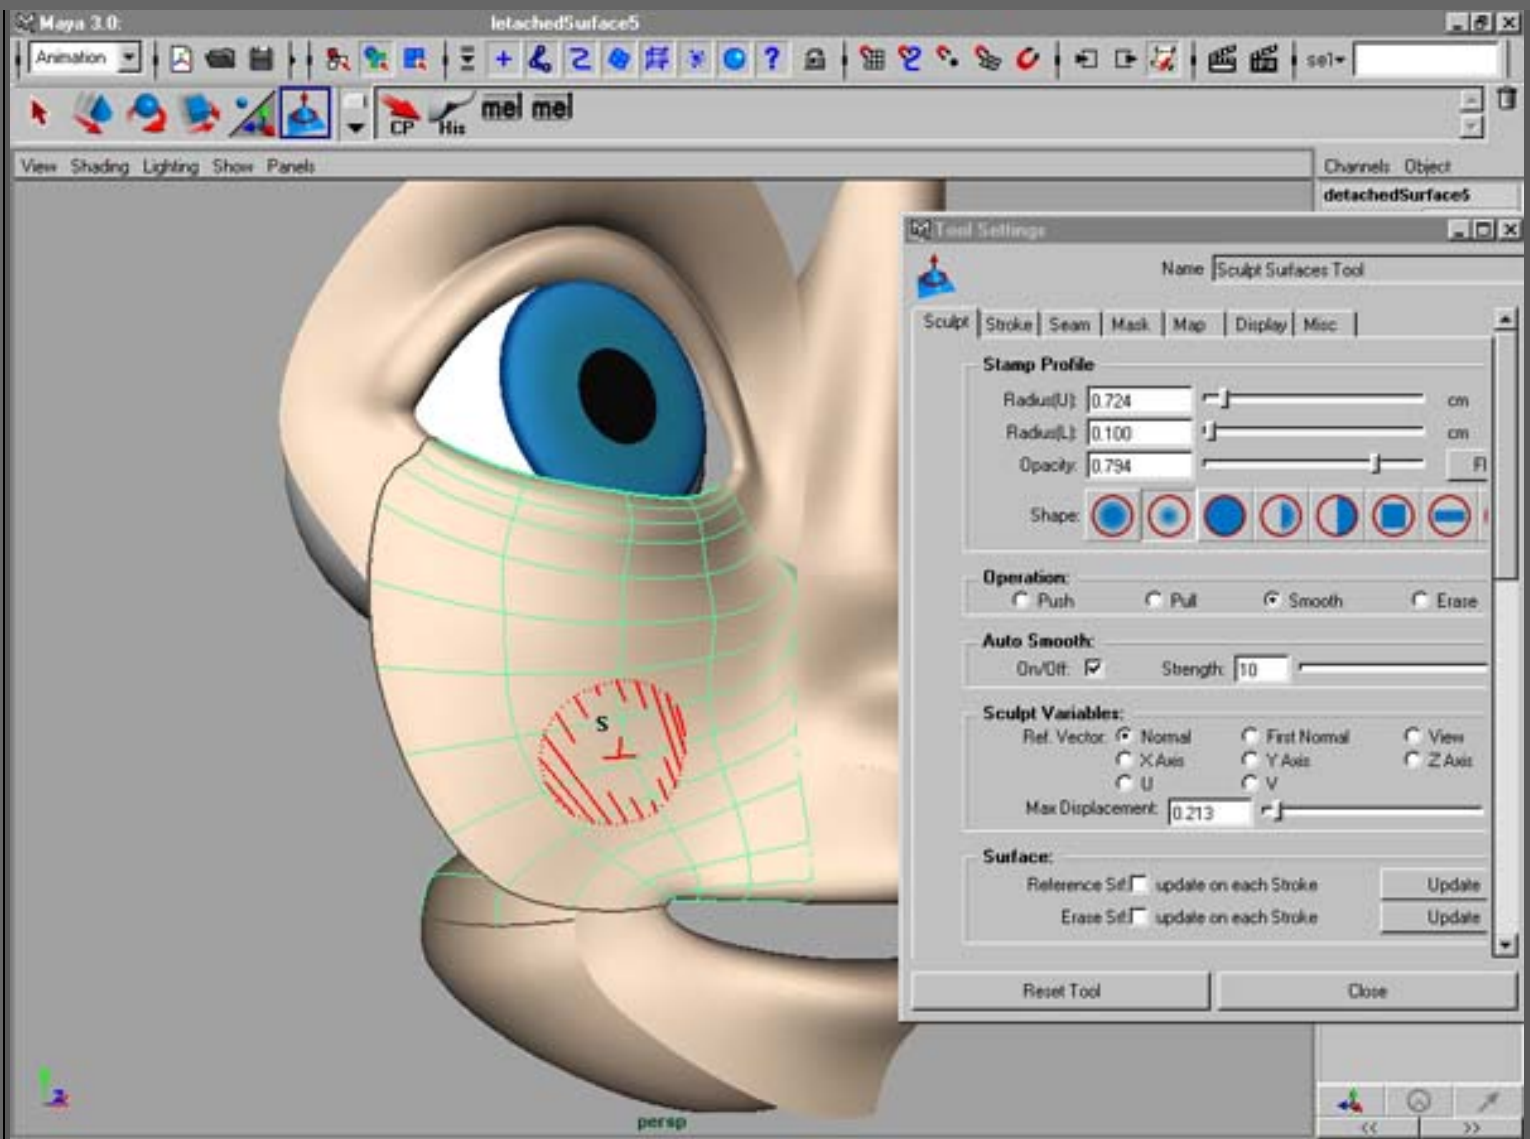 Maya 3.0: letachedSurface5
Animation
sel
CP His mel mel
View Shading Lighting Show Panels
Channels Object
detachedSurface5
Tool Settings
Name Sculpt Surfaces Tool
Sculpt Stroke Seam Mask Map Display Misc
Stamp Profile
Radius(U): 0.724 cm
Radius(L): 0.100 cm
Opacity: 0.794 Fl
Shape:
Operation:
Push Pull Smooth Erase
Auto Smooth:
On/Off: Strength: 10
Sculpt Variables:
Ref. Vector: Normal First Normal View
X Axis Y Axis Z Axis
U V
Max Displacement: 0.213
Surface:
Reference Srf: update on each Stroke Update
Erase Srf: update on each Stroke Update
Reset Tool Close
S
persp
<< >>